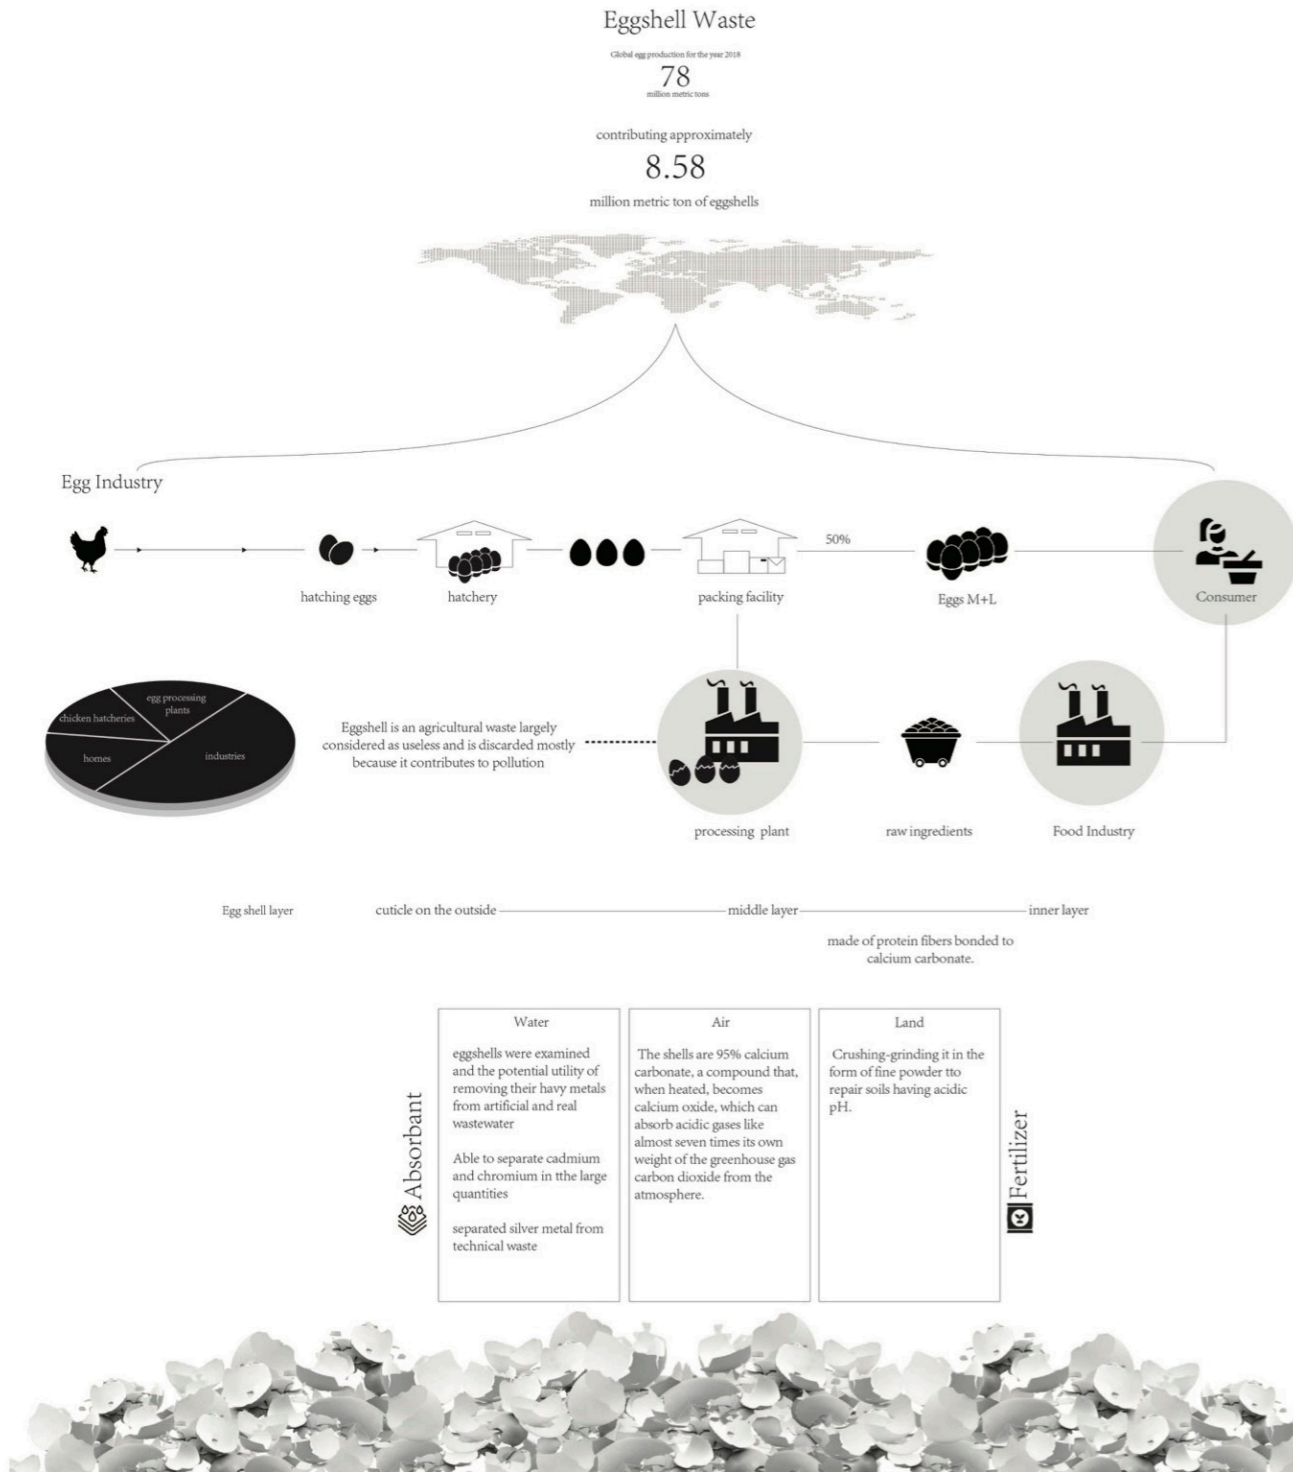 Eggshell Waste
Global egg production for the year 2018
78
million metric tons
contributing approximately
8.58
million metric ton of eggshells
Egg Industry
50%
hatching eggs
hatchery
packing facility
Eggs M+L
Consumer
egg processing
plants
chicken hatcheries
homes
industries
Eggshell is an agricultural waste largely
considered as useless and is discarded mostly
because it contributes to pollution
processing plant
raw ingredients
Food Industry
Egg shell layer
cuticle on the outside
middle layer
inner layer
made of protein fibers bonded to
calcium carbonate.
Absorbant
Water
eggshells were examined
and the potential utility of
removing their havy metals
from artificial and real
wastewater
Able to separate cadmium
and chromium in tthe large
quantities
separated silver metal from
technical waste
Air
The shells are 95% calcium
carbonate, a compound that,
when heated, becomes
calcium oxide, which can
absorb acidic gases like
almost seven times its own
weight of the greenhouse gas
carbon dioxide from the
atmosphere.
Land
Crushing-grinding it in the
form of fine powder tto
repair soils having acidic
pH.
Fertilizer